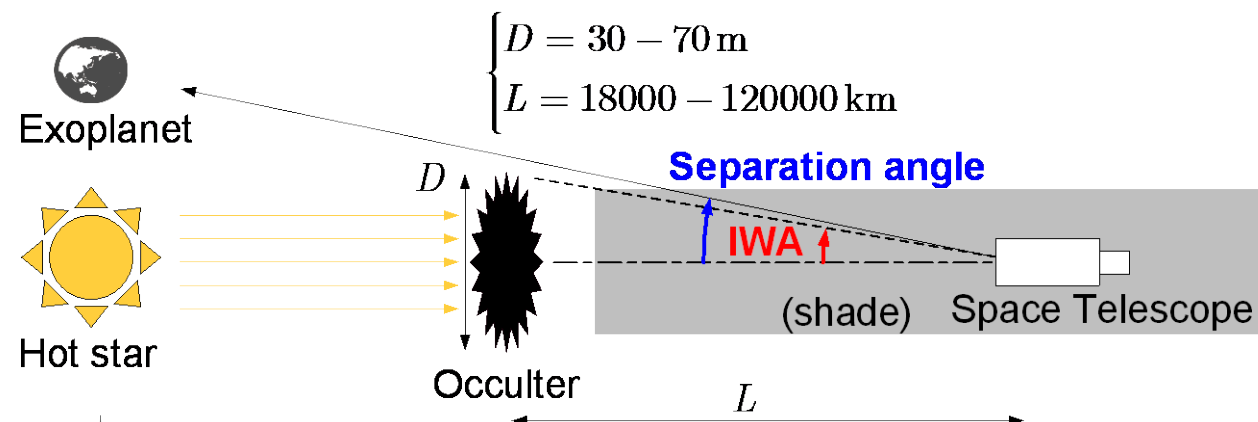 D = 30 − 70 m
L = 18000 − 120000 km
Exoplanet
Separation angle
D
IWA
(shade)
Space Telescope
Hot star
Occulter
L